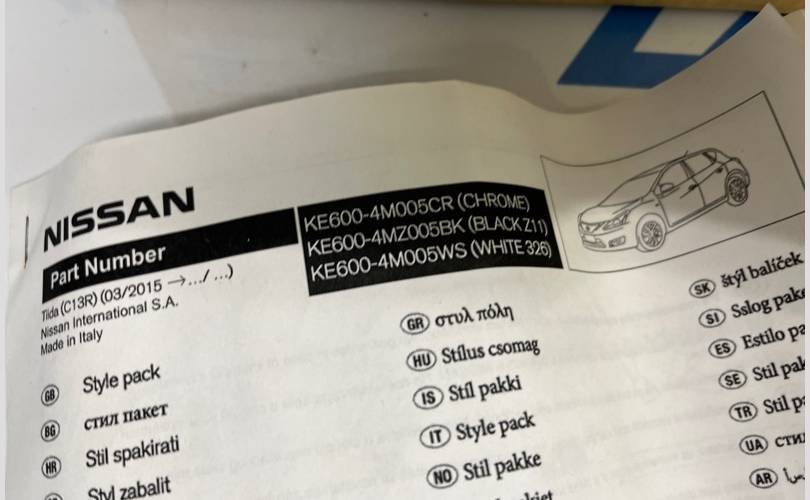 NISSAN
Part Number
KE600-4M005CR (CHROME)
KE600-4MZ005BK (BLACK Z11)
KE600-4M005WS (WHITE 326)
Tiida (C13R) (03/2015 →.../ ...)
Nissan International S.A.
Made in Italy
GB Style pack
BG стил пакет
HR Stil spakirati
Styl zabalit
GR στυλ πόλη
HU Stílus csomag
IS Stíl pakki
IT Style pack
NO Stil pakke
SK štýl balíček
SI Sslog pak
ES Estilo pa
SE Stil pak
TR Stil p
UA сти
AR